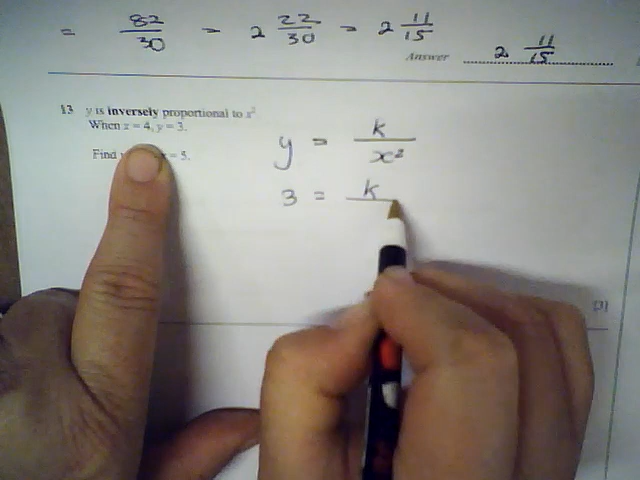 = 82/30 = 2 22/30 = 2 11/15
Answer 2 11/15
13 y is inversely proportional to x²
When x = 4, y = 3.
Find = 5.
y = k/x²
3 = k
[3]